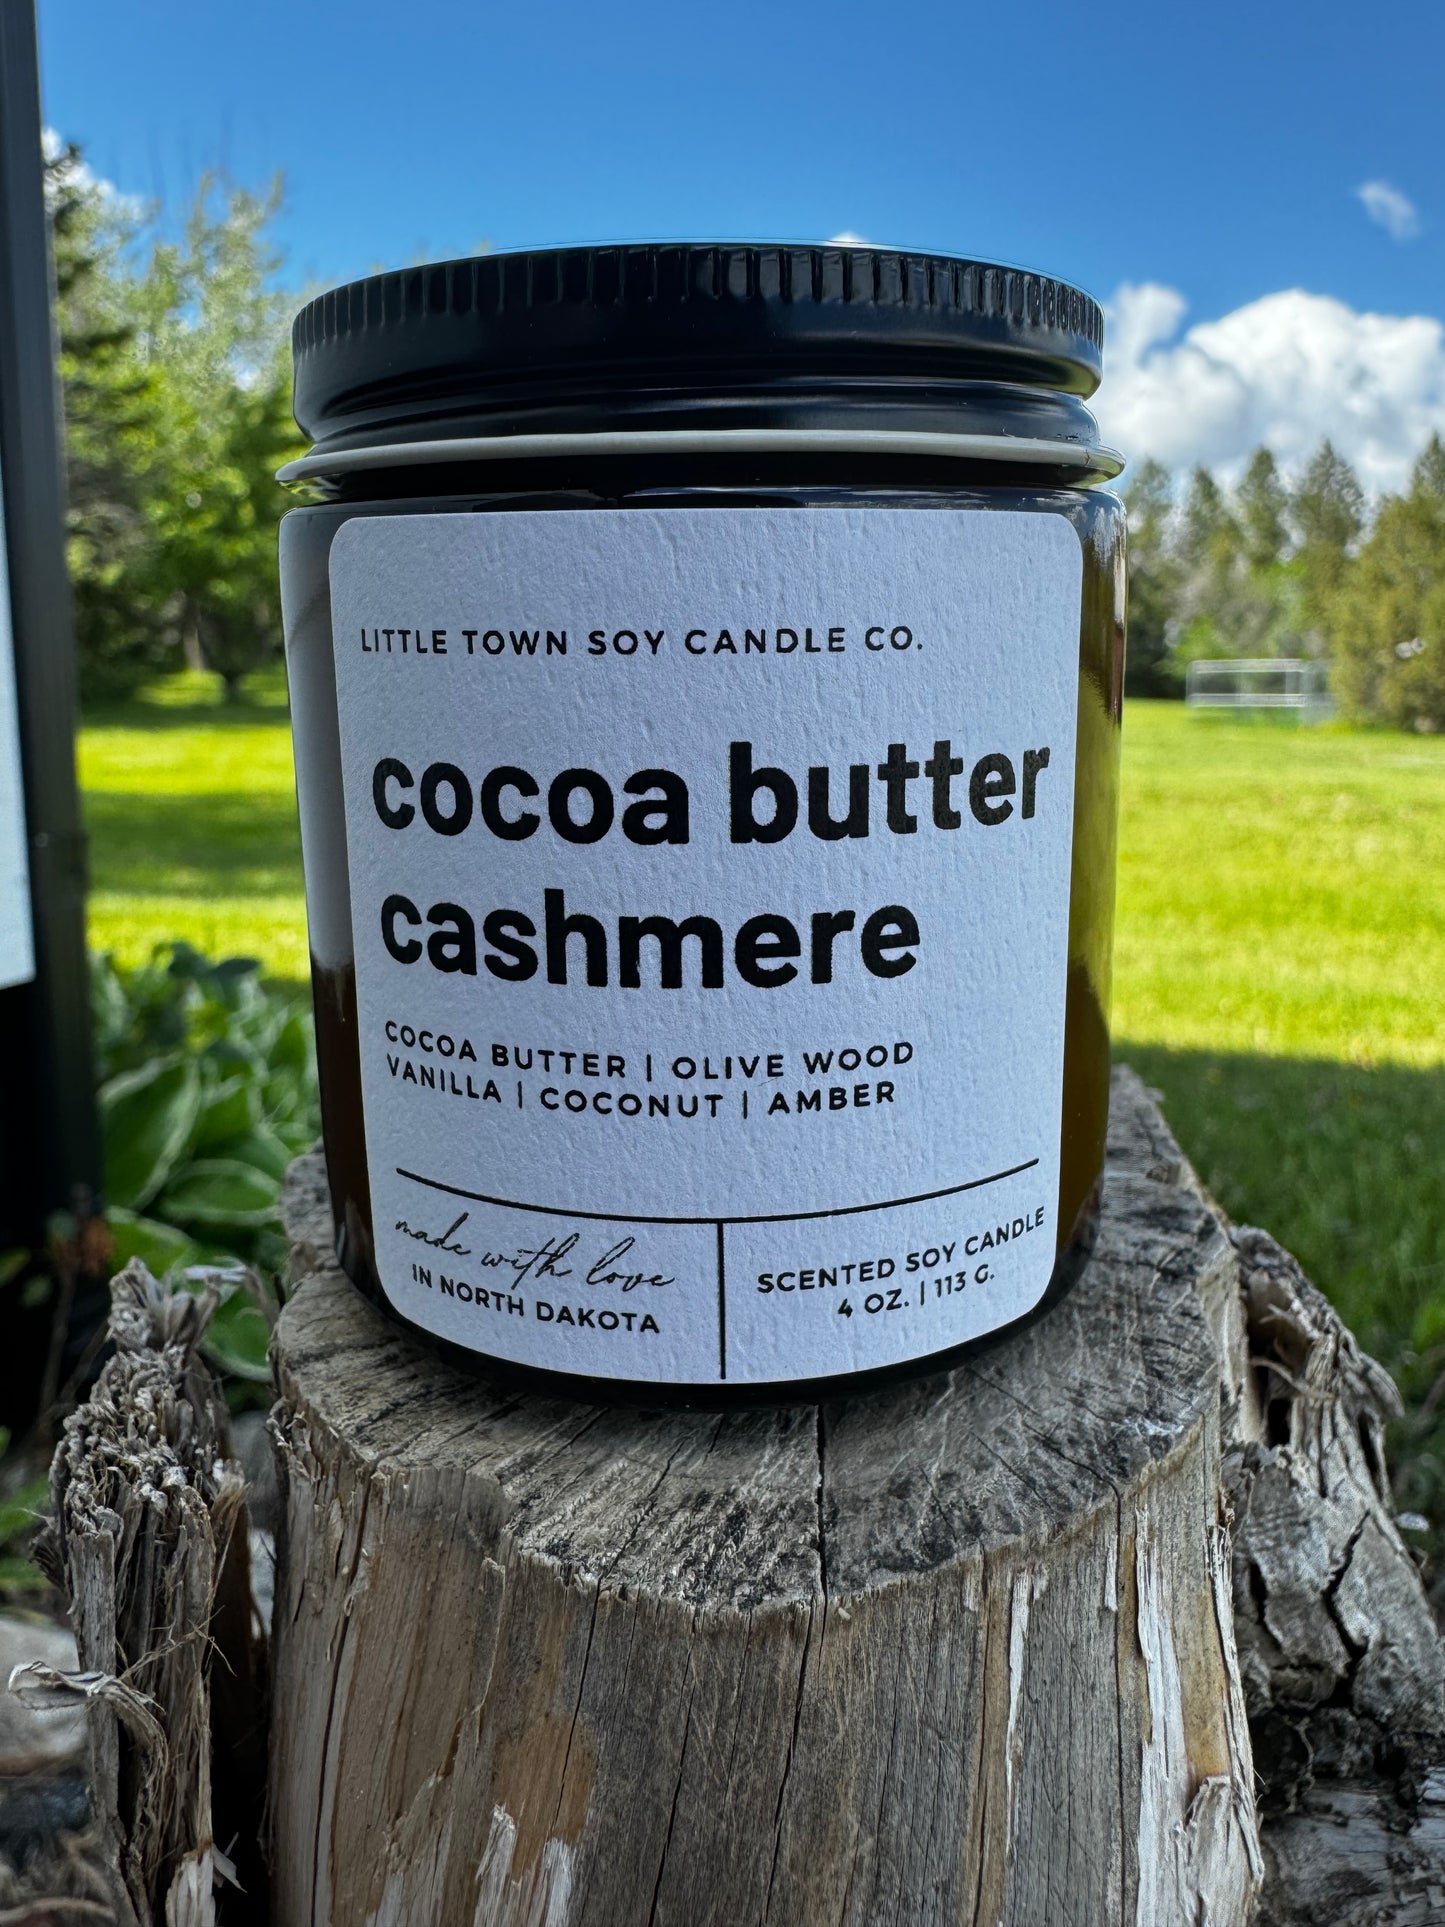 LITTLE TOWN SOY CANDLE CO.
cocoa butter
cashmere
COCOA BUTTER | OLIVE WOOD
VANILLA | COCONUT | AMBER
made with love
IN NORTH DAKOTA
SCENTED SOY CANDLE
4 OZ. | 113 G.